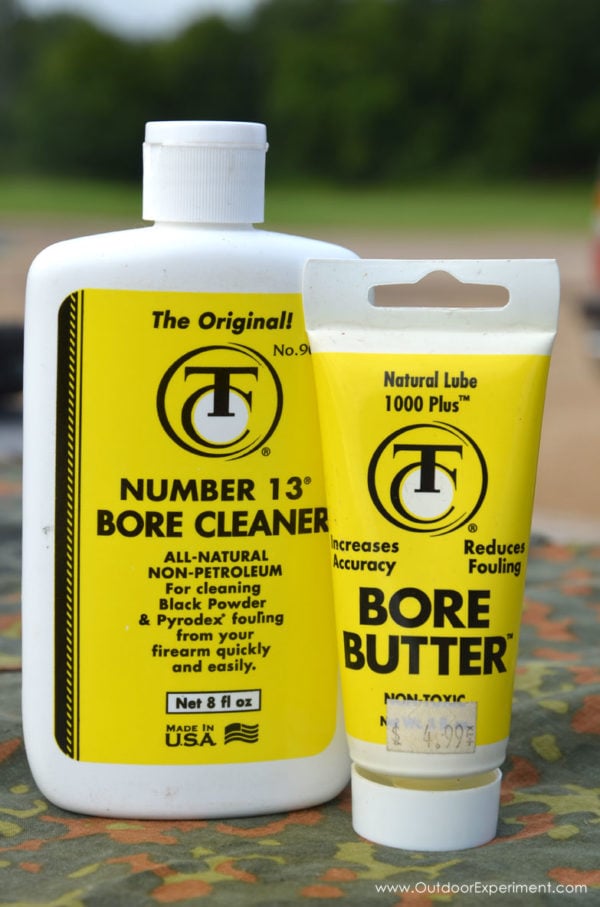 The Original!
TC
®
NUMBER 13®
BORE CLEANER
ALL-NATURAL
NON-PETROLEUM
For cleaning
Black Powder
& Pyrodex® fouling
from your
firearm quickly
and easily.
Net 8 fl oz
MADE IN
U.S.A.
Natural Lube
1000 Plus™
TC
®
Increases
Accuracy
Reduces
Fouling
BORE
BUTTER™
NON-TOXIC
$ 4.99
www.OutdoorExperiment.com